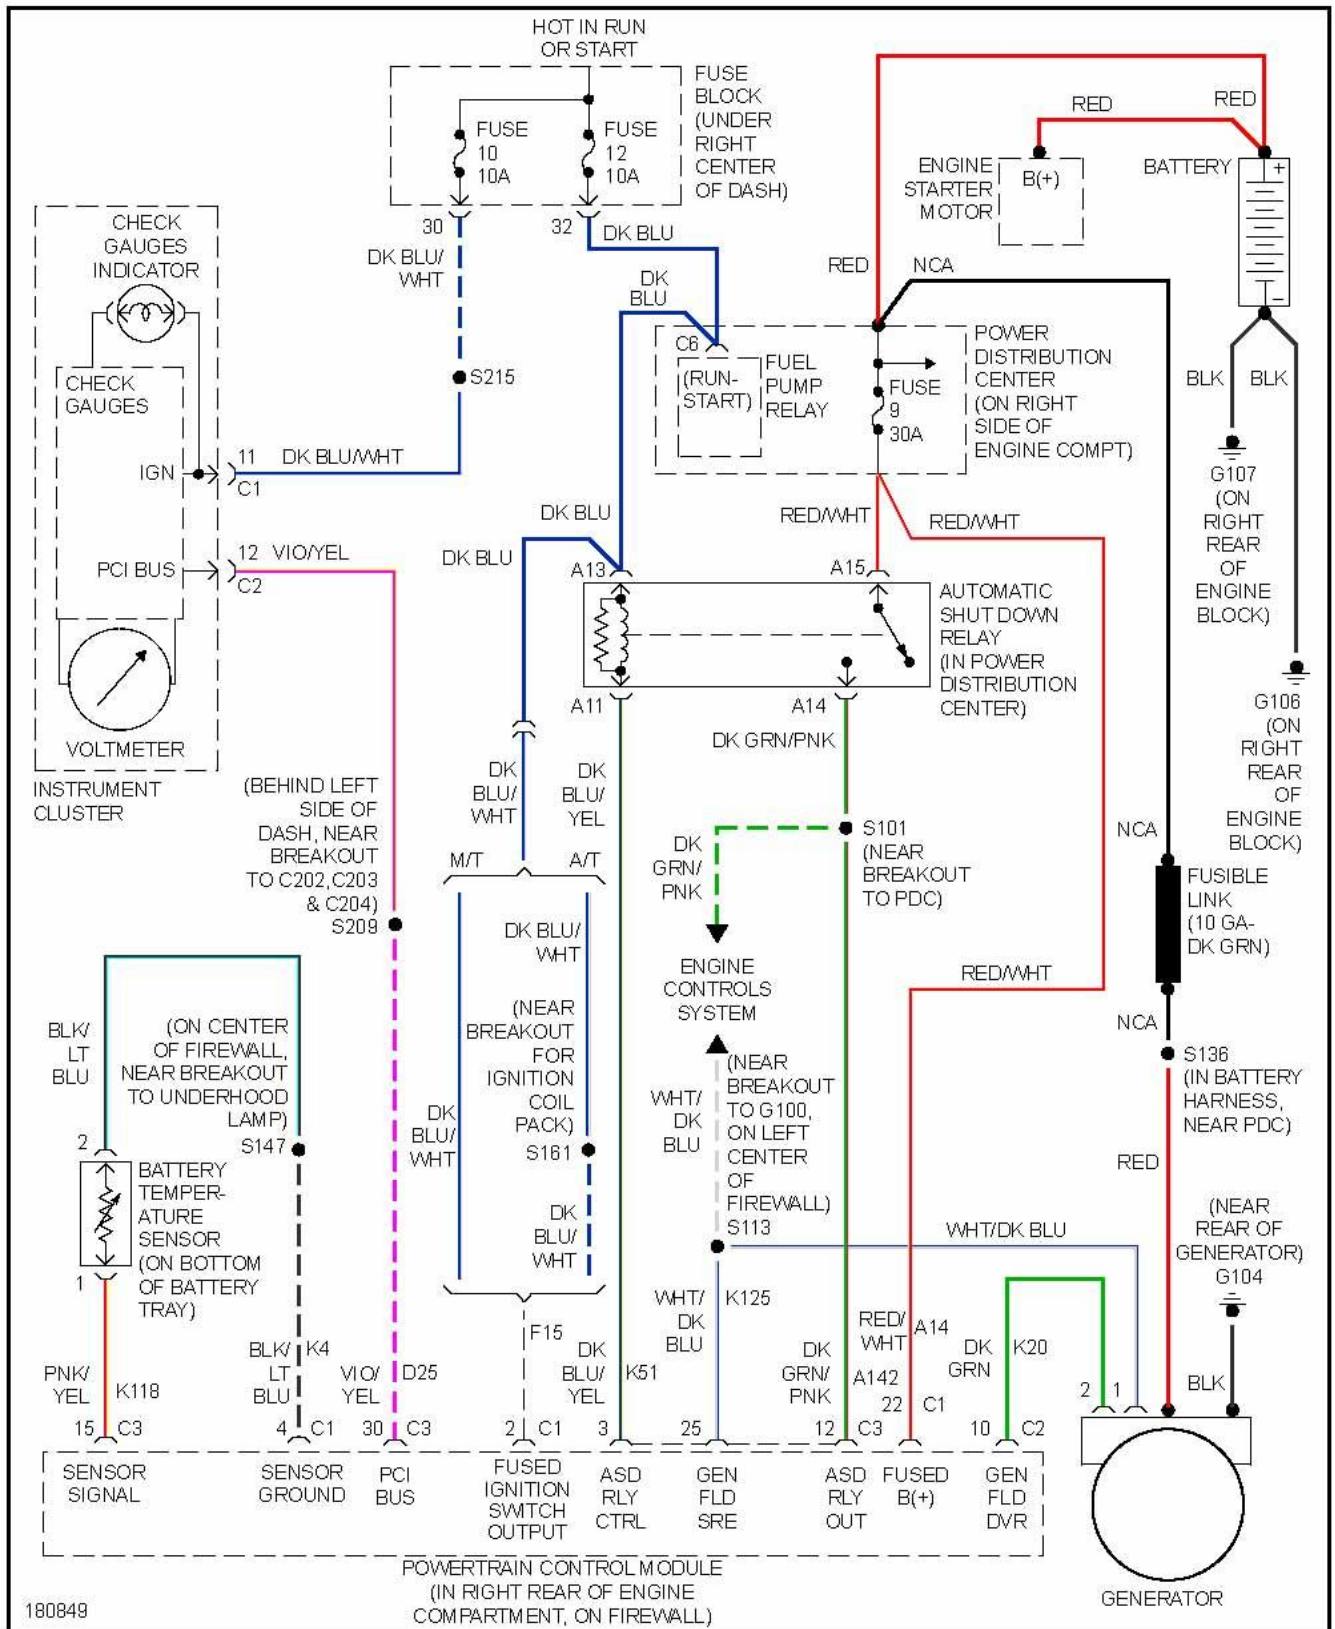 HOT IN RUN
OR START
FUSE
BLOCK
(UNDER
RIGHT
CENTER
OF DASH)
FUSE
10
10A
FUSE
12
10A
30
32
DK BLU
DK BLU/
WHT
DK
BLU
RED
RED
ENGINE
STARTER
MOTOR
B(+)
BATTERY
+
-
RED
NCA
CHECK
GAUGES
INDICATOR
CHECK
GAUGES
S215
IGN
11
C1
DK BLU/WHT
PCI BUS
12
C2
VIO/YEL
VOLTMETER
INSTRUMENT
CLUSTER
C6
(RUN-
START)
FUEL
PUMP
RELAY
FUSE
9
30A
POWER
DISTRIBUTION
CENTER
(ON RIGHT
SIDE OF
ENGINE COMPT)
BLK
BLK
G107
(ON
RIGHT
REAR
OF
ENGINE
BLOCK)
G106
(ON
RIGHT
REAR
OF
ENGINE
BLOCK)
DK BLU
DK BLU
RED/WHT
RED/WHT
A13
A15
AUTOMATIC
SHUT DOWN
RELAY
(IN POWER
DISTRIBUTION
CENTER)
A11
A14
DK GRN/PNK
(BEHIND LEFT
SIDE OF
DASH, NEAR
BREAKOUT
TO C202,C203
& C204)
S209
DK
BLU/
WHT
DK
BLU/
YEL
M/T
A/T
DK
GRN/
PNK
S101
(NEAR
BREAKOUT
TO PDC)
NCA
FUSIBLE
LINK
(10 GA-
DK GRN)
DK BLU/
WHT
ENGINE
CONTROLS
SYSTEM
RED/WHT
NCA
S136
(IN BATTERY
HARNESS,
NEAR PDC)
BLK/
LT
BLU
(ON CENTER
OF FIREWALL,
NEAR BREAKOUT
TO UNDERHOOD
LAMP)
S147
(NEAR
BREAKOUT
FOR
IGNITION
COIL
PACK)
S161
DK
BLU/
WHT
WHT/
DK
BLU
(NEAR
BREAKOUT
TO G100,
ON LEFT
CENTER
OF
FIREWALL)
S113
RED
2
BATTERY
TEMPER-
ATURE
SENSOR
(ON BOTTOM
OF BATTERY
TRAY)
1
DK
BLU/
WHT
WHT/DK BLU
(NEAR
REAR OF
GENERATOR)
G104
F15
WHT/
DK
BLU
K125
RED/
WHT
A14
DK
GRN
K20
BLK
PNK/
YEL
K118
BLK/
LT
BLU
K4
VIO/
YEL
D25
DK
BLU/
YEL
K51
DK
GRN/
PNK
A142
2
1
15
C3
4
C1
30
C3
2
C1
3
25
12
C3
22
C1
10
C2
SENSOR
SIGNAL
SENSOR
GROUND
PCI
BUS
FUSED
IGNITION
SWITCH
OUTPUT
ASD
RLY
CTRL
GEN
FLD
SRE
ASD
RLY
OUT
FUSED
B(+)
GEN
FLD
DVR
POWERTRAIN CONTROL MODULE
(IN RIGHT REAR OF ENGINE
COMPARTMENT, ON FIREWALL)
GENERATOR
180849